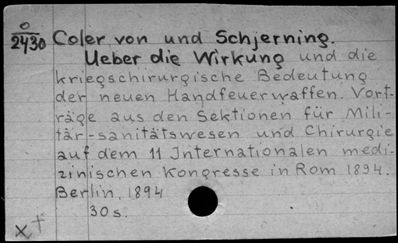 O
2430
Coler von und Schjerning.
Ueber die Wirkung und die
kriegschirurgische Bedeutung
der neuen Handfeuerwaffen. Vort-
räge aus den Sektionen für Mili-
tär-sanitätswesen und Chirurgie
auf dem 11 Internationalen medi-
zinischen Kongresse in Rom 1894.
Berlin, 1894
30 s.
x +